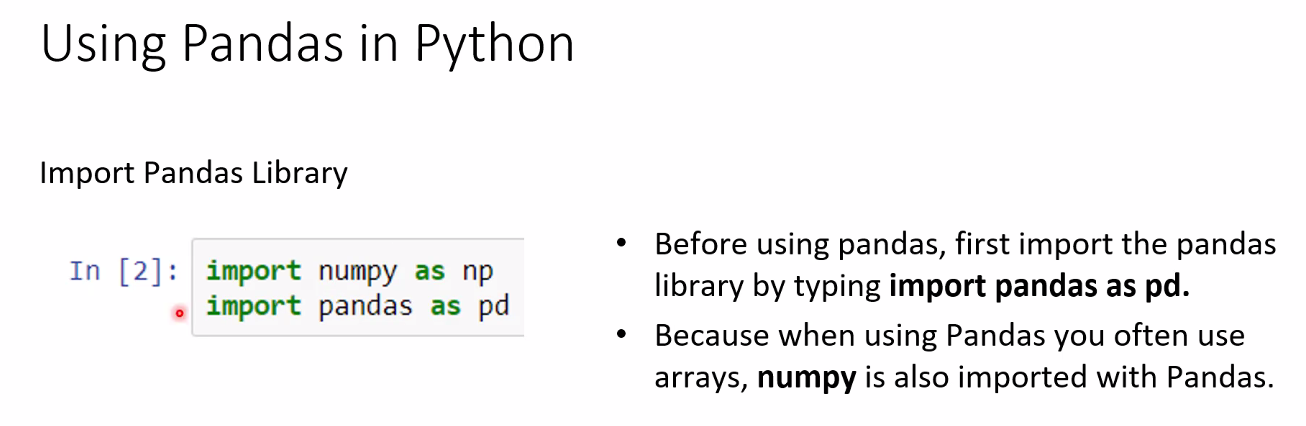 Using Pandas in Python
Import Pandas Library
In [2]: import numpy as np
import pandas as pd
• Before using pandas, first import the pandas
library by typing import pandas as pd.
• Because when using Pandas you often use
arrays, numpy is also imported with Pandas.